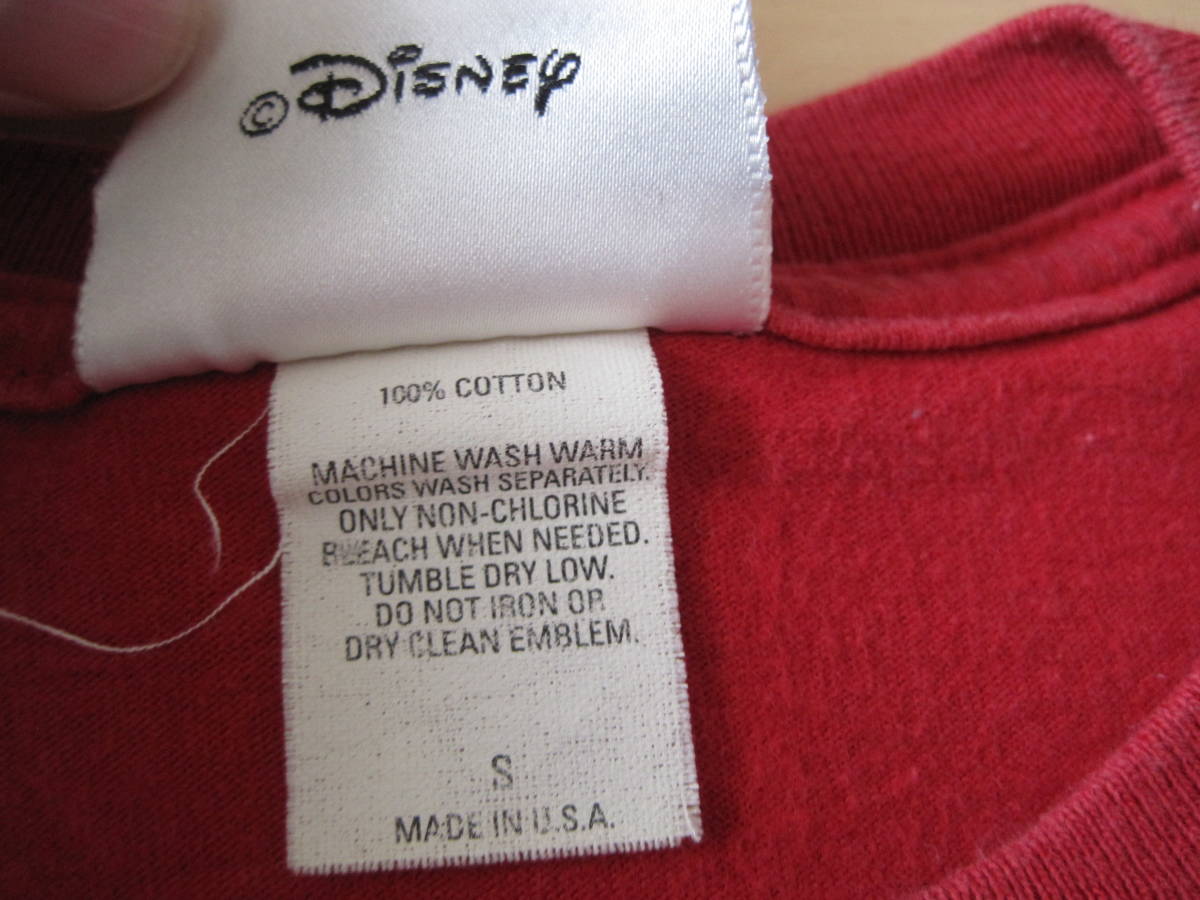 © Disney
100% COTTON
MACHINE WASH WARM
COLORS WASH SEPARATELY.
ONLY NON-CHLORINE
BLEACH WHEN NEEDED.
TUMBLE DRY LOW.
DO NOT IRON OR
DRY CLEAN EMBLEM.
S
MADE IN U.S.A.